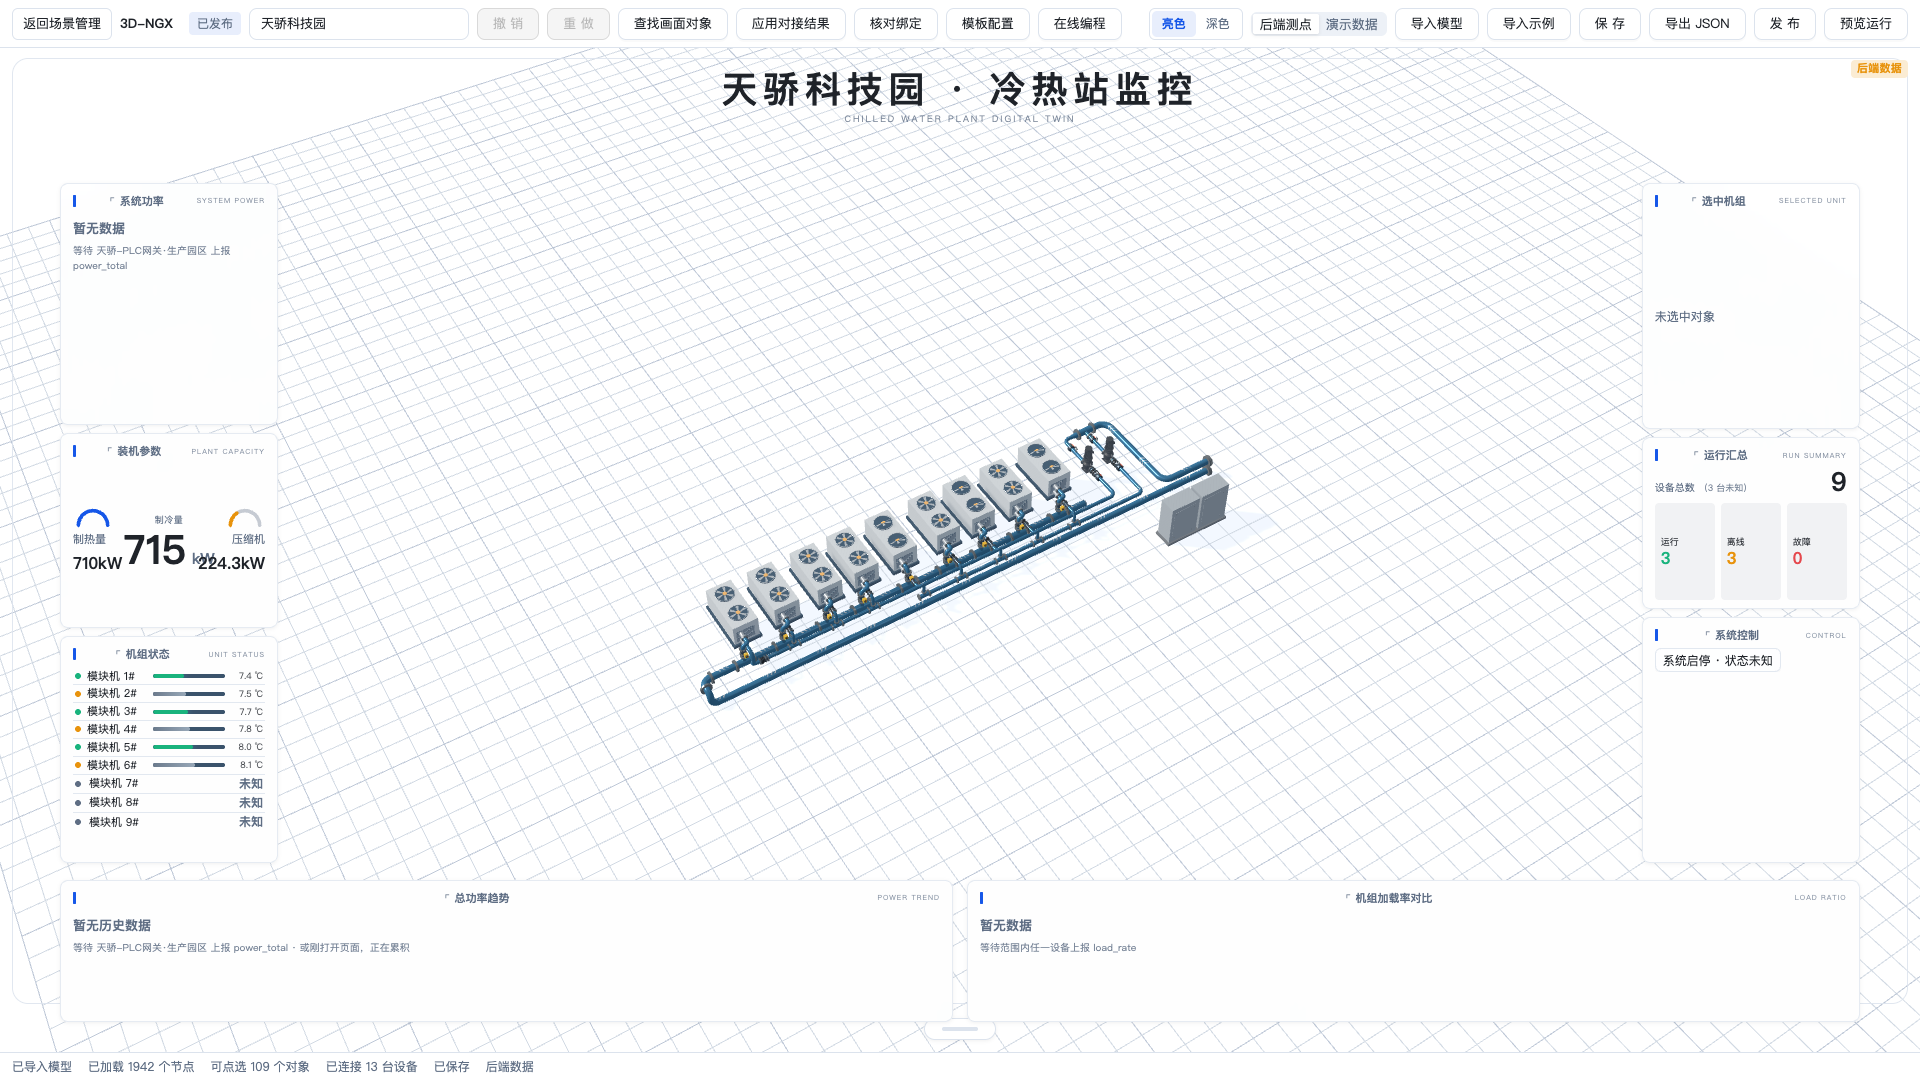 返回场景管理 3D-NGX 已发布 天骄科技园 撤 销 重 做 查找画面对象 应用对接结果 核对绑定 模板配置 在线编程 亮色 深色 后端测点 演示数据 导入模型 导入示例 保 存 导出 JSON 发 布 预览运行
后端数据
天骄科技园 · 冷热站监控
CHILLED WATER PLANT DIGITAL TWIN
系统功率 SYSTEM POWER
暂无数据
等待 天骄-PLC网关·生产园区 上报
power_total
装机参数 PLANT CAPACITY
制热量
710kW
制冷量
715 kW
压缩机
224.3kW
机组状态 UNIT STATUS
模块机 1# 7.4 ℃
模块机 2# 7.5 ℃
模块机 3# 7.7 ℃
模块机 4# 7.8 ℃
模块机 5# 8.0 ℃
模块机 6# 8.1 ℃
模块机 7# 未知
模块机 8# 未知
模块机 9# 未知
选中机组 SELECTED UNIT
未选中对象
运行汇总 RUN SUMMARY
设备总数 (3 台未知) 9
运行 离线 故障
3 3 0
系统控制 CONTROL
系统启停 · 状态未知
总功率趋势 POWER TREND
暂无历史数据
等待 天骄-PLC网关·生产园区 上报 power_total · 或刚打开页面，正在累积
机组加载率对比 LOAD RATIO
暂无数据
等待范围内任一设备上报 load_rate
已导入模型 已加载 1942 个节点 可点选 109 个对象 已连接 13 台设备 已保存 后端数据